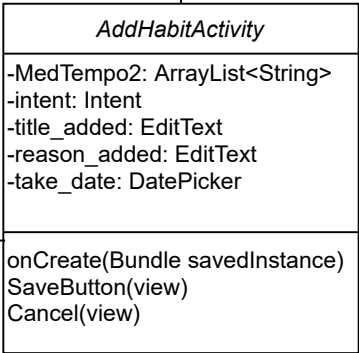 AddHabitActivity
-MedTempo2: ArrayList<String>
-intent: Intent
-title_added: EditText
-reason_added: EditText
-take_date: DatePicker
onCreate(Bundle savedInstance)
SaveButton(view)
Cancel(view)